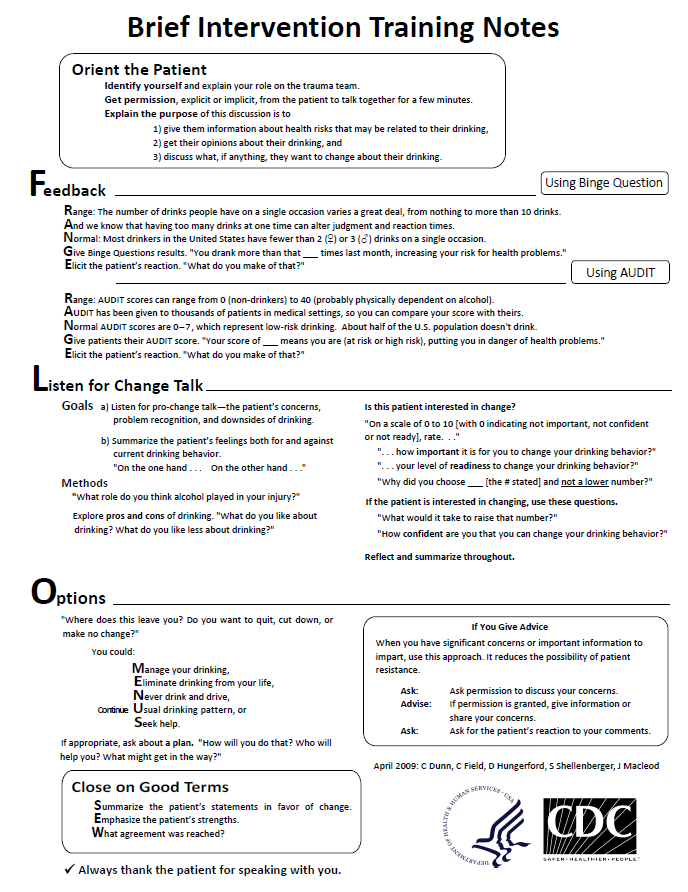 Brief Intervention Training Notes
Orient the Patient
Identify yourself and explain your role on the trauma team.
Get permission, explicit or implicit, from the patient to talk together for a few minutes.
Explain the purpose of this discussion is to
1) give them information about health risks that may be related to their drinking,
2) get their opinions about their drinking, and
3) discuss what, if anything, they want to change about their drinking.
Feedback
Using Binge Question
Range: The number of drinks people have on a single occasion varies a great deal, from nothing to more than 10 drinks.
And we know that having too many drinks at one time can alter judgment and reaction times.
Normal: Most drinkers in the United States have fewer than 2 (♀) or 3 (♂) drinks on a single occasion.
Give Binge Questions results. "You drank more than that ___ times last month, increasing your risk for health problems."
Elicit the patient's reaction. "What do you make of that?"
Using AUDIT
Range: AUDIT scores can range from 0 (non-drinkers) to 40 (probably physically dependent on alcohol).
AUDIT has been given to thousands of patients in medical settings, so you can compare your score with theirs.
Normal AUDIT scores are 0–7, which represent low-risk drinking. About half of the U.S. population doesn't drink.
Give patients their AUDIT score. "Your score of ___ means you are (at risk or high risk), putting you in danger of health problems."
Elicit the patient's reaction. "What do you make of that?"
Listen for Change Talk
Goals a) Listen for pro-change talk—the patient's concerns,
problem recognition, and downsides of drinking.
b) Summarize the patient's feelings both for and against
current drinking behavior.
"On the one hand . . . On the other hand . . ."
Methods
"What role do you think alcohol played in your injury?"
Explore pros and cons of drinking. "What do you like about
drinking? What do you like less about drinking?"
Is this patient interested in change?
"On a scale of 0 to 10 [with 0 indicating not important, not confident
or not ready], rate. . ."
". . . how important it is for you to change your drinking behavior?"
". . . your level of readiness to change your drinking behavior?"
"Why did you choose ___ [the # stated] and not a lower number?"
If the patient is interested in changing, use these questions.
"What would it take to raise that number?"
"How confident are you that you can change your drinking behavior?"
Reflect and summarize throughout.
Options
"Where does this leave you? Do you want to quit, cut down, or
make no change?"
You could:
Manage your drinking,
Eliminate drinking from your life,
Never drink and drive,
Continue Usual drinking pattern, or
Seek help.
If appropriate, ask about a plan. "How will you do that? Who will
help you? What might get in the way?"
If You Give Advice
When you have significant concerns or important information to
impart, use this approach. It reduces the possibility of patient
resistance.
Ask: Ask permission to discuss your concerns.
Advise: If permission is granted, give information or
share your concerns.
Ask: Ask for the patient's reaction to your comments.
Close on Good Terms
Summarize the patient's statements in favor of change.
Emphasize the patient's strengths.
What agreement was reached?
✓ Always thank the patient for speaking with you.
April 2009: C Dunn, C Field, D Hungerford, S Shellenberger, J Macleod
DEPARTMENT OF HEALTH & HUMAN SERVICES · USA
CDC
SAFER · HEALTHIER · PEOPLE™